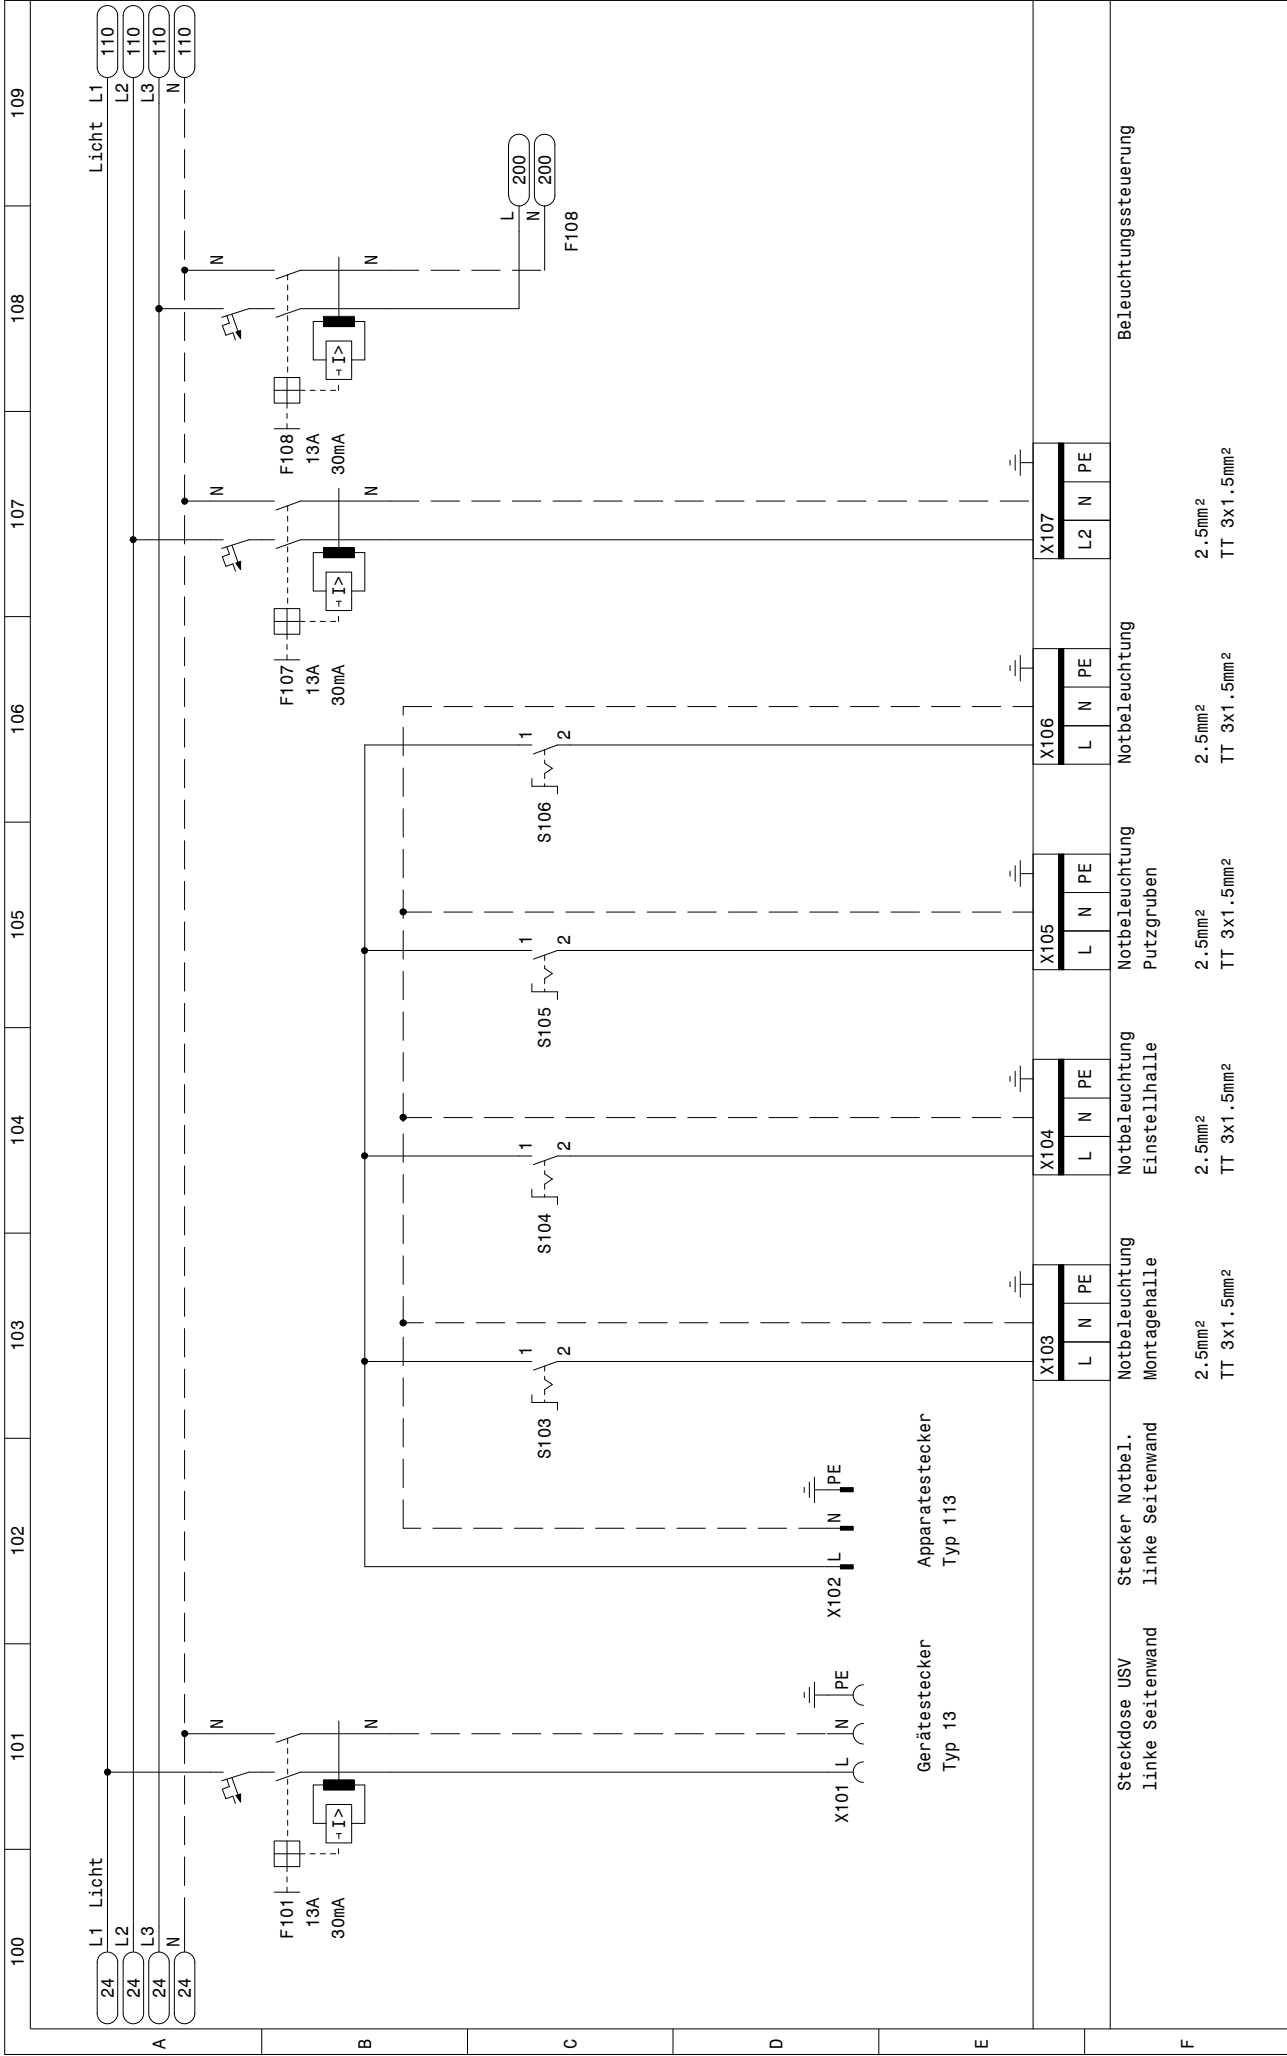 100 101 102 103 104 105 106 107 108 109
A
B
C
D
E
F
24 L1 Licht
24 L2
24 L3
24 N
Licht L1 110
L2 110
L3 110
N 110
F101
13A
30mA
I>
T
N
N
F107
13A
30mA
I>
T
N
N
F108
13A
30mA
I>
T
N
N
L 200
N 200
F108
S103 1 2
S104 1 2
S105 1 2
S106 1 2
X101 L N PE
Gerätestecker
Typ 13
X102 L N PE
Apparatestecker
Typ 113
X103
L N PE
X104
L N PE
X105
L N PE
X106
L N PE
X107
L2 N PE
Steckdose USV
linke Seitenwand
Stecker Notbel.
linke Seitenwand
Notbeleuchtung
Montagehalle
2.5mm²
TT 3x1.5mm²
Notbeleuchtung
Einstellhalle
2.5mm²
TT 3x1.5mm²
Notbeleuchtung
Putzgruben
2.5mm²
TT 3x1.5mm²
Notbeleuchtung
2.5mm²
TT 3x1.5mm²
2.5mm²
TT 3x1.5mm²
Beleuchtungssteuerung